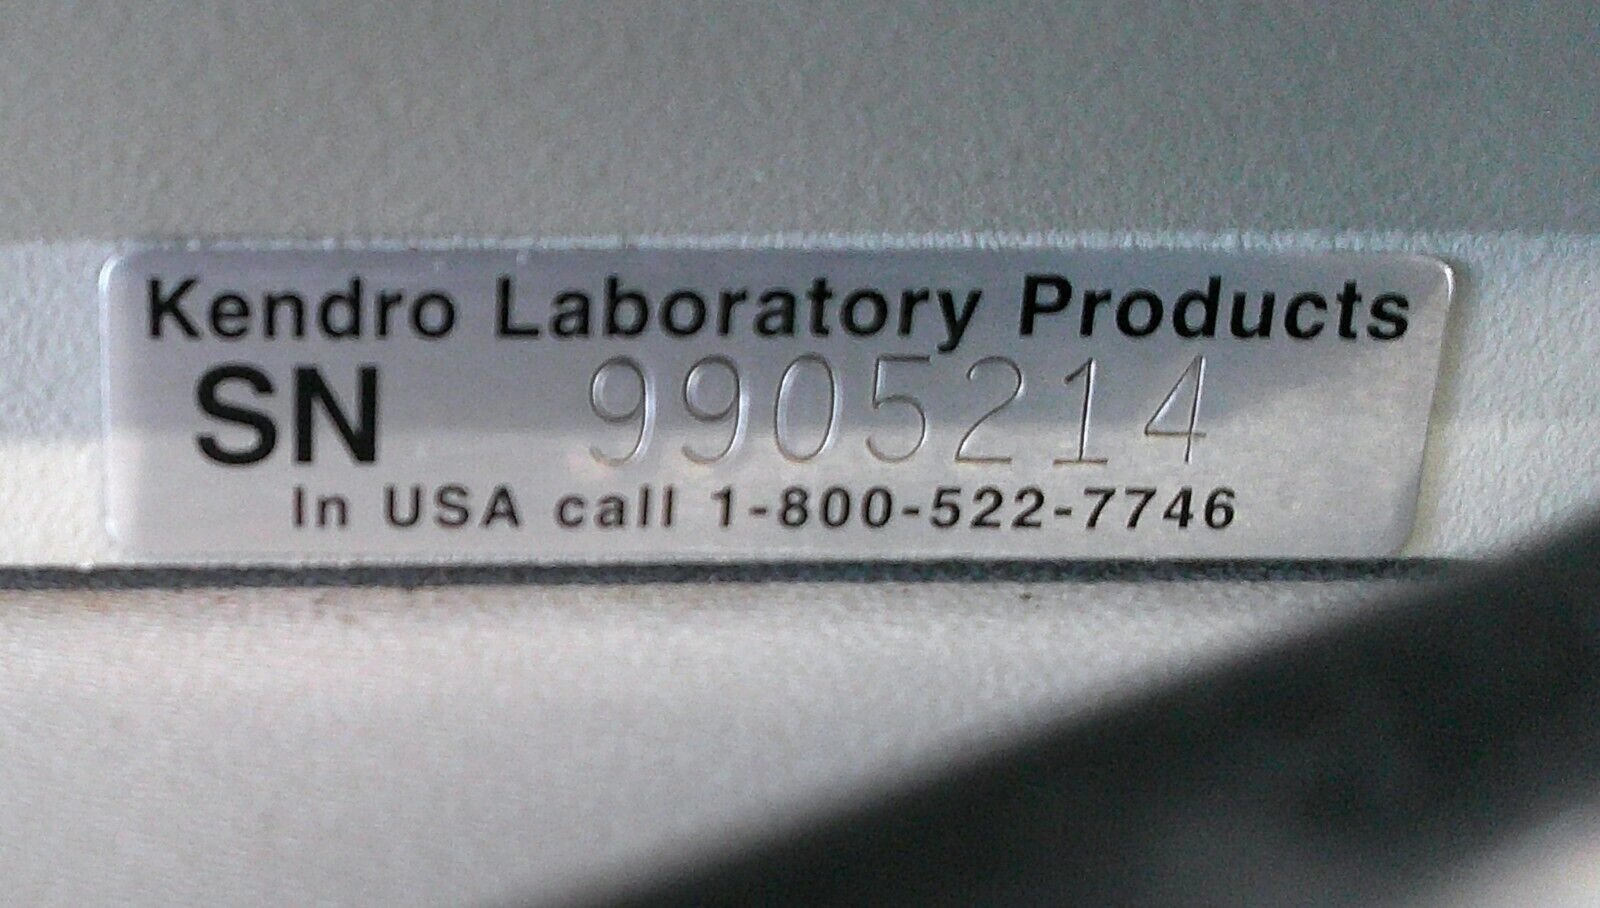 Kendro Laboratory Products
SN 9905214
In USA call 1-800-522-7746